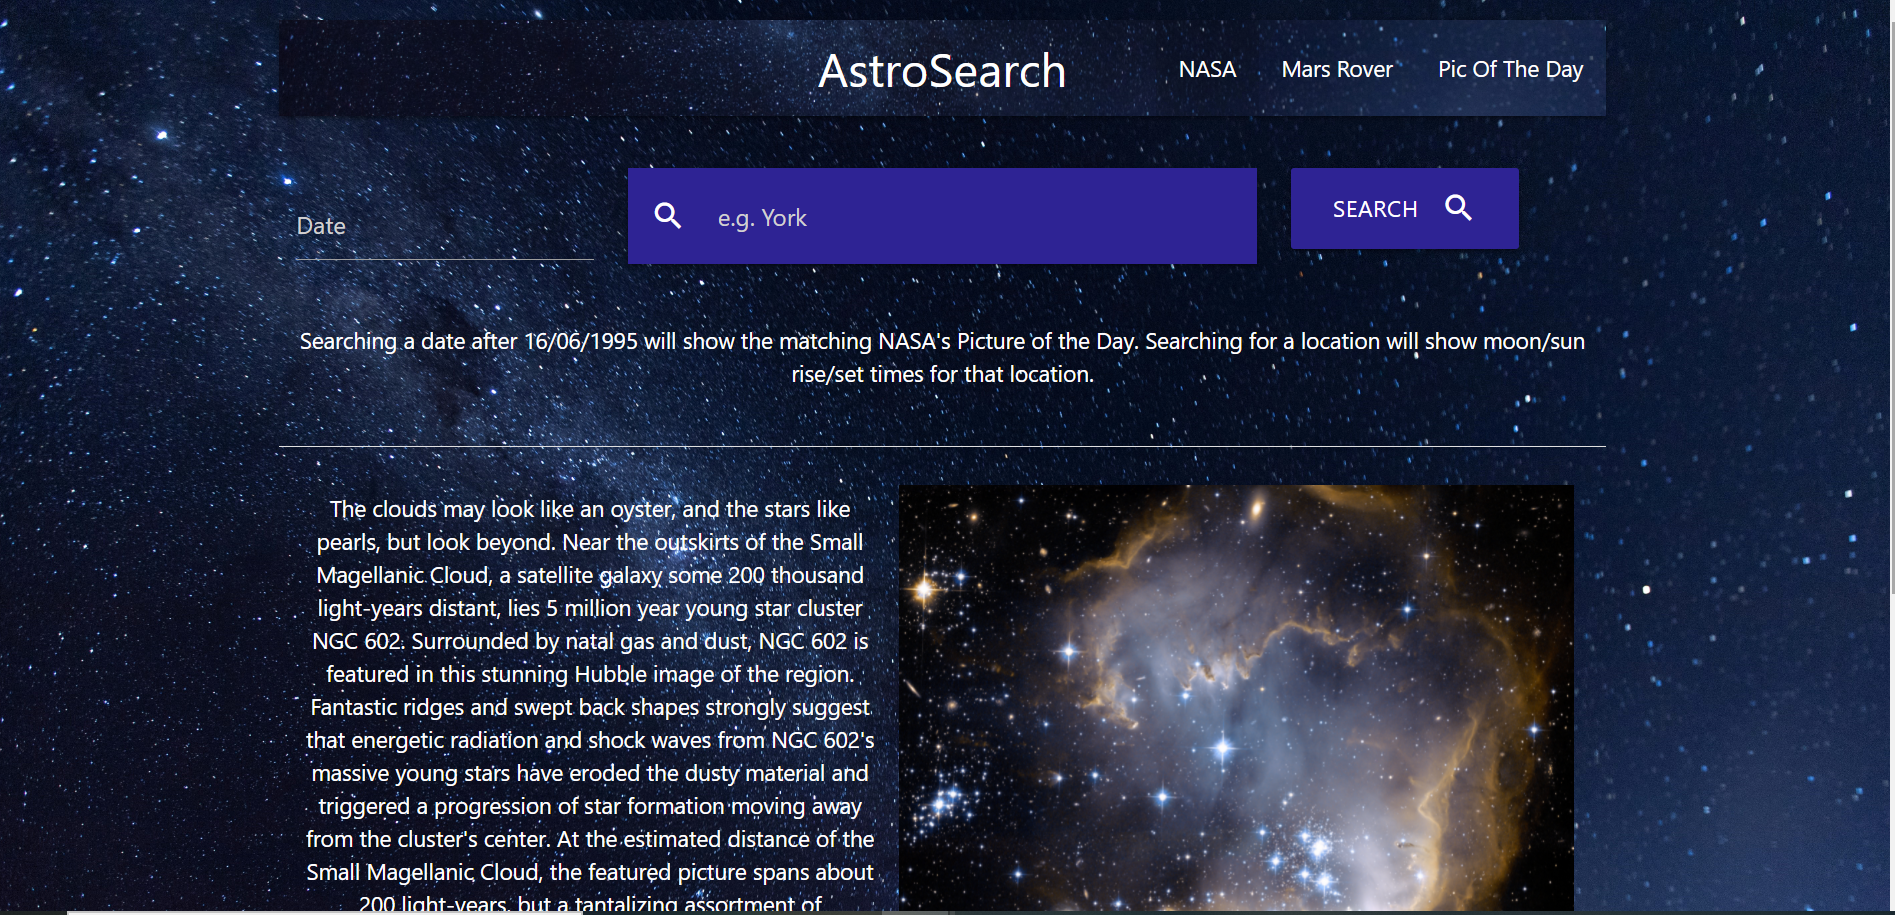 AstroSearch
NASA
Mars Rover
Pic Of The Day
Date
e.g. York
SEARCH
Searching a date after 16/06/1995 will show the matching NASA's Picture of the Day. Searching for a location will show moon/sun
rise/set times for that location.
The clouds may look like an oyster, and the stars like
pearls, but look beyond. Near the outskirts of the Small
Magellanic Cloud, a satellite galaxy some 200 thousand
light-years distant, lies 5 million year young star cluster
NGC 602. Surrounded by natal gas and dust, NGC 602 is
featured in this stunning Hubble image of the region.
Fantastic ridges and swept back shapes strongly suggest
that energetic radiation and shock waves from NGC 602's
massive young stars have eroded the dusty material and
triggered a progression of star formation moving away
from the cluster's center. At the estimated distance of the
Small Magellanic Cloud, the featured picture spans about
200 light-years, but a tantalizing assortment of